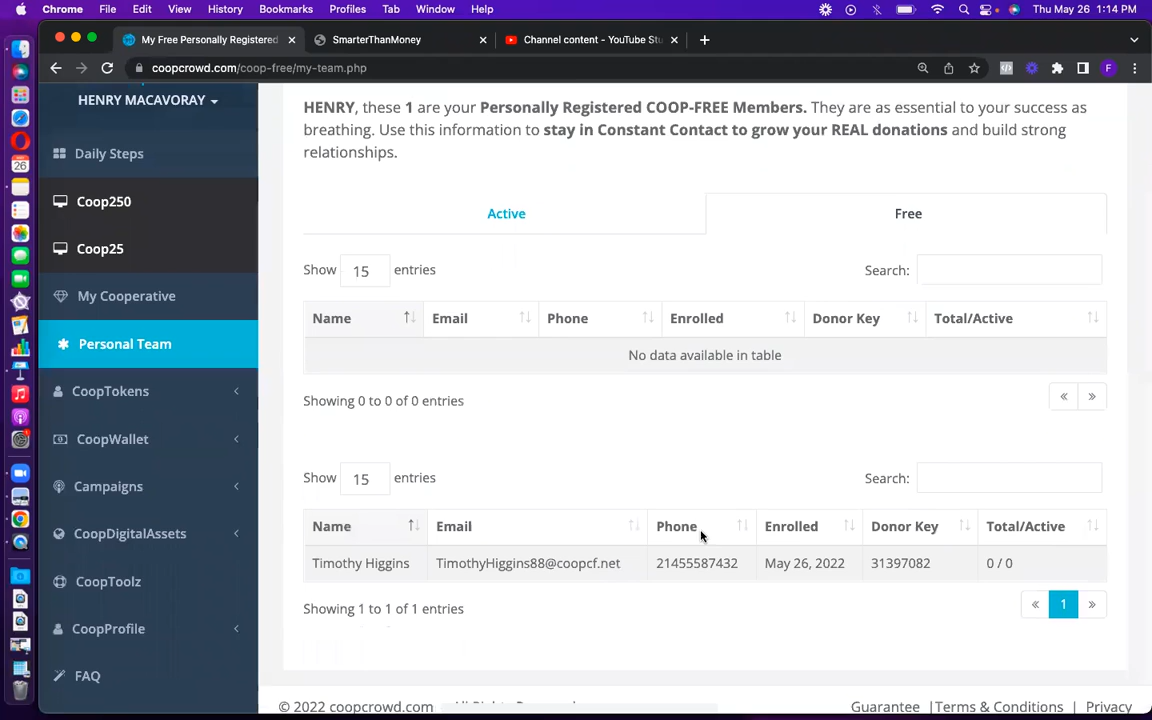 Chrome File Edit View History Bookmarks Profiles Tab Window Help Thu May 26 1:14 PM
My Free Personally Registered SmarterThanMoney Channel content - YouTube Stu
coopcrowd.com/coop-free/my-team.php F
HENRY MACAVORAY
Daily Steps
Coop250
Coop25
My Cooperative
Personal Team
CoopTokens
CoopWallet
Campaigns
CoopDigitalAssets
CoopToolz
CoopProfile
FAQ
HENRY, these 1 are your Personally Registered COOP-FREE Members. They are as essential to your success as
breathing. Use this information to stay in Constant Contact to grow your REAL donations and build strong
relationships.
Active Free
Show 15 entries Search:
Name Email Phone Enrolled Donor Key Total/Active
No data available in table
Showing 0 to 0 of 0 entries « »
Show 15 entries Search:
Name Email Phone Enrolled Donor Key Total/Active
Timothy Higgins TimothyHiggins88@coopcf.net 21455587432 May 26, 2022 31397082 0 / 0
Showing 1 to 1 of 1 entries « 1 »
© 2022 coopcrowd.com Guarantee | Terms & Conditions | Privacy
26